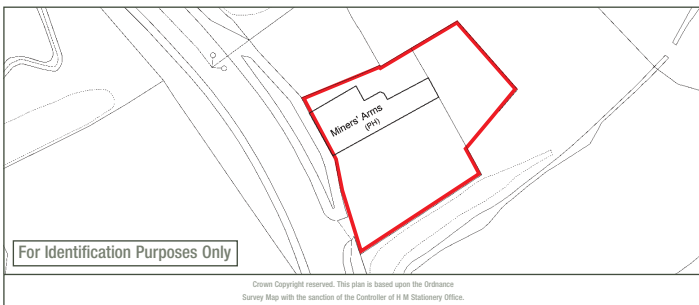 Miners' Arms
(PH)
For Identification Purposes Only
Crown Copyright reserved. This plan is based upon the Ordnance
Survey Map with the sanction of the Controller of H M Stationery Office.